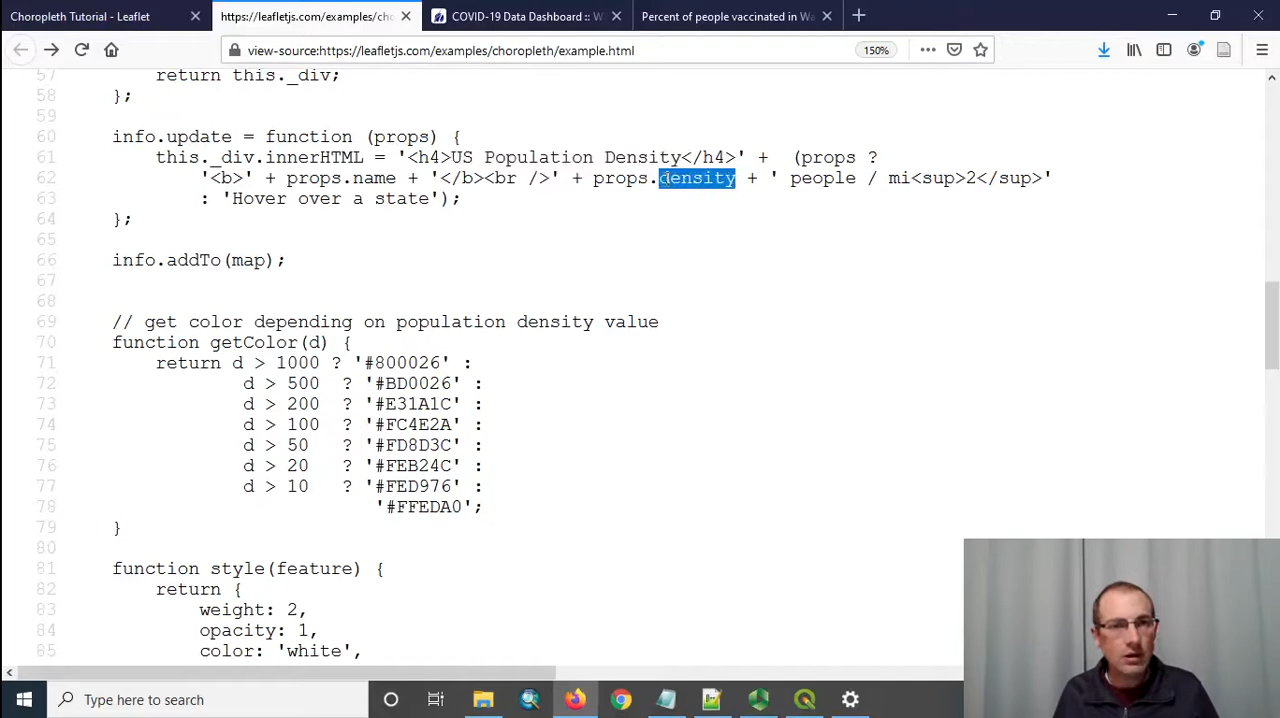 Choropleth Tutorial - Leaflet
https://leafletjs.com/examples/cho
COVID-19 Data Dashboard :: W
Percent of people vaccinated in Wa
view-source:https://leafletjs.com/examples/choropleth/example.html
150%
57 return this._div;
58 };
59
60 info.update = function (props) {
61 this._div.innerHTML = '<h4>US Population Density</h4>' + (props ?
62 '<b>' + props.name + '</b><br />' + props.density + ' people / mi<sup>2</sup>'
63 : 'Hover over a state');
64 };
65
66 info.addTo(map);
67
68
69 // get color depending on population density value
70 function getColor(d) {
71 return d > 1000 ? '#800026' :
72 d > 500 ? '#BD0026' :
73 d > 200 ? '#E31A1C' :
74 d > 100 ? '#FC4E2A' :
75 d > 50 ? '#FD8D3C' :
76 d > 20 ? '#FEB24C' :
77 d > 10 ? '#FED976' :
78 '#FFEDA0';
79 }
80
81 function style(feature) {
82 return {
83 weight: 2,
84 opacity: 1,
85 color: 'white',
Type here to search